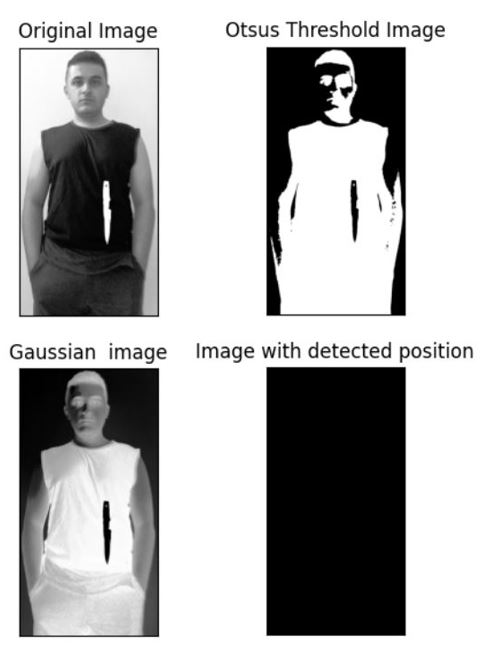 Original Image
Otsus Threshold Image
Gaussian  image
Image with detected position